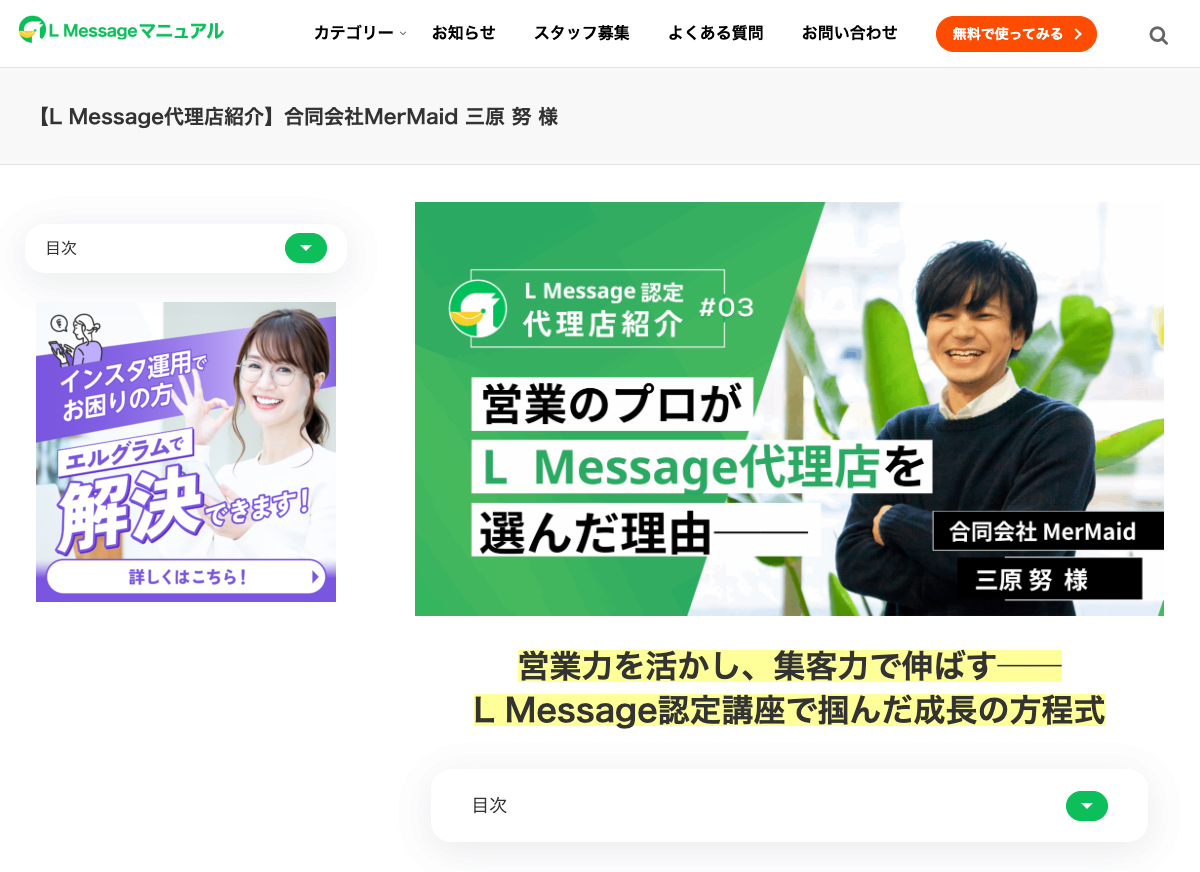 L Messageマニュアル
カテゴリー
お知らせ
スタッフ募集
よくある質問
お問い合わせ
無料で使ってみる
【L Message代理店紹介】合同会社MerMaid 三原 努 様
目次
インスタ運用で
お困りの方
エルグラムで
解決できます!
詳しくはこちら!
L Message 認定
代理店紹介
#03
営業のプロが
L Message代理店を
選んだ理由――
合同会社 MerMaid
三原 努 様
営業力を活かし、集客力で伸ばす――
L Message認定講座で掴んだ成長の方程式
目次